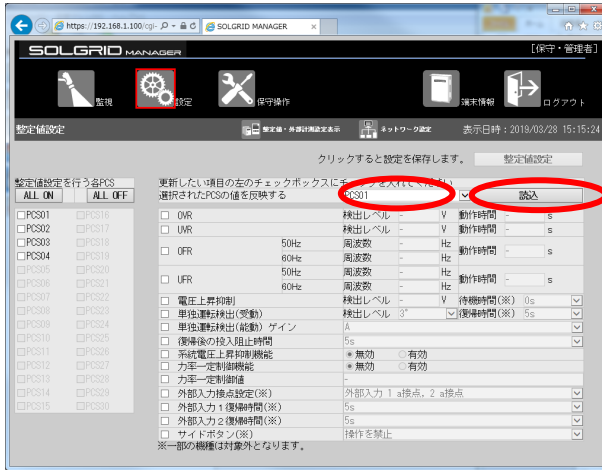 https://192.168.1.100/cgi-
SOLGRID MANAGER
SOLGRID MANAGER
[保守・管理者]
監視
設定
保守操作
端末情報
ログアウト
整定値設定
整定値・外部計測設定表示
ネットワーク設定
表示日時：2019/03/28 15:15:24
クリックすると設定を保存します。
整定値設定
整定値設定を行う各PCS
更新したい項目の左のチェックボックスにチェックを入れてください
ALL ON
ALL OFF
選択されたPCSの値を反映する
PCS01
読込
PCS01 PCS16
PCS02 PCS17
PCS03 PCS18
PCS04 PCS19
PCS05 PCS20
PCS06 PCS21
PCS07 PCS22
PCS08 PCS23
PCS09 PCS24
PCS10 PCS25
PCS11 PCS26
PCS12 PCS27
PCS13 PCS28
PCS14 PCS29
PCS15 PCS30
OVR 検出レベル - V 動作時間 - s
UVR 検出レベル - V 動作時間 - s
OFR 50Hz 周波数 - Hz 動作時間 - s
60Hz 周波数 - Hz
UFR 50Hz 周波数 - Hz 動作時間 - s
60Hz 周波数 - Hz
電圧上昇抑制 検出レベル - V 待機時間(※) 0s
単独運転検出(受動) 検出レベル 3° 復帰時間(※) 5s
単独運転検出(能動) ゲイン A
復帰後の投入阻止時間 5s
系統電圧上昇抑制機能 無効 有効
力率一定制御機能 無効 有効
力率一定制御値 -
外部入力接点設定(※) 外部入力 1 a接点, 2 a接点
外部入力１復帰時間(※) 5s
外部入力２復帰時間(※) 5s
サイドボタン(※) 操作を禁止
※一部の機種は対象外となります。